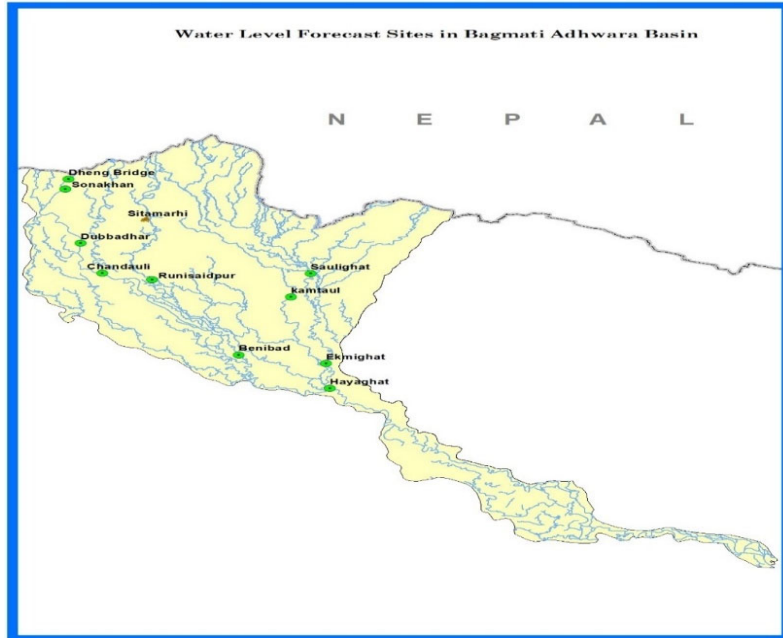 Water Level Forecast Sites in Bagmati Adhwara Basin
N E P A L
Dheng Bridge
Sonakhan
Sitamarhi
Dubbadhar
Chandauli
Runisaidpur
Saulighat
kamtaul
Benibad
Ekmighat
Hayaghat